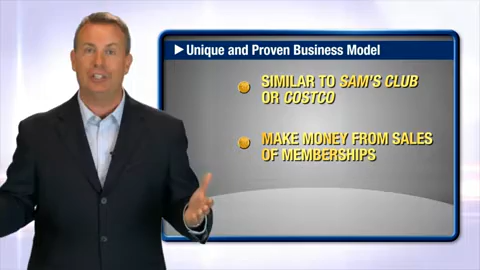 ▶ Unique and Proven Business Model
SIMILAR TO SAM'S CLUB
OR COSTCO
MAKE MONEY FROM SALES
OF MEMBERSHIPS